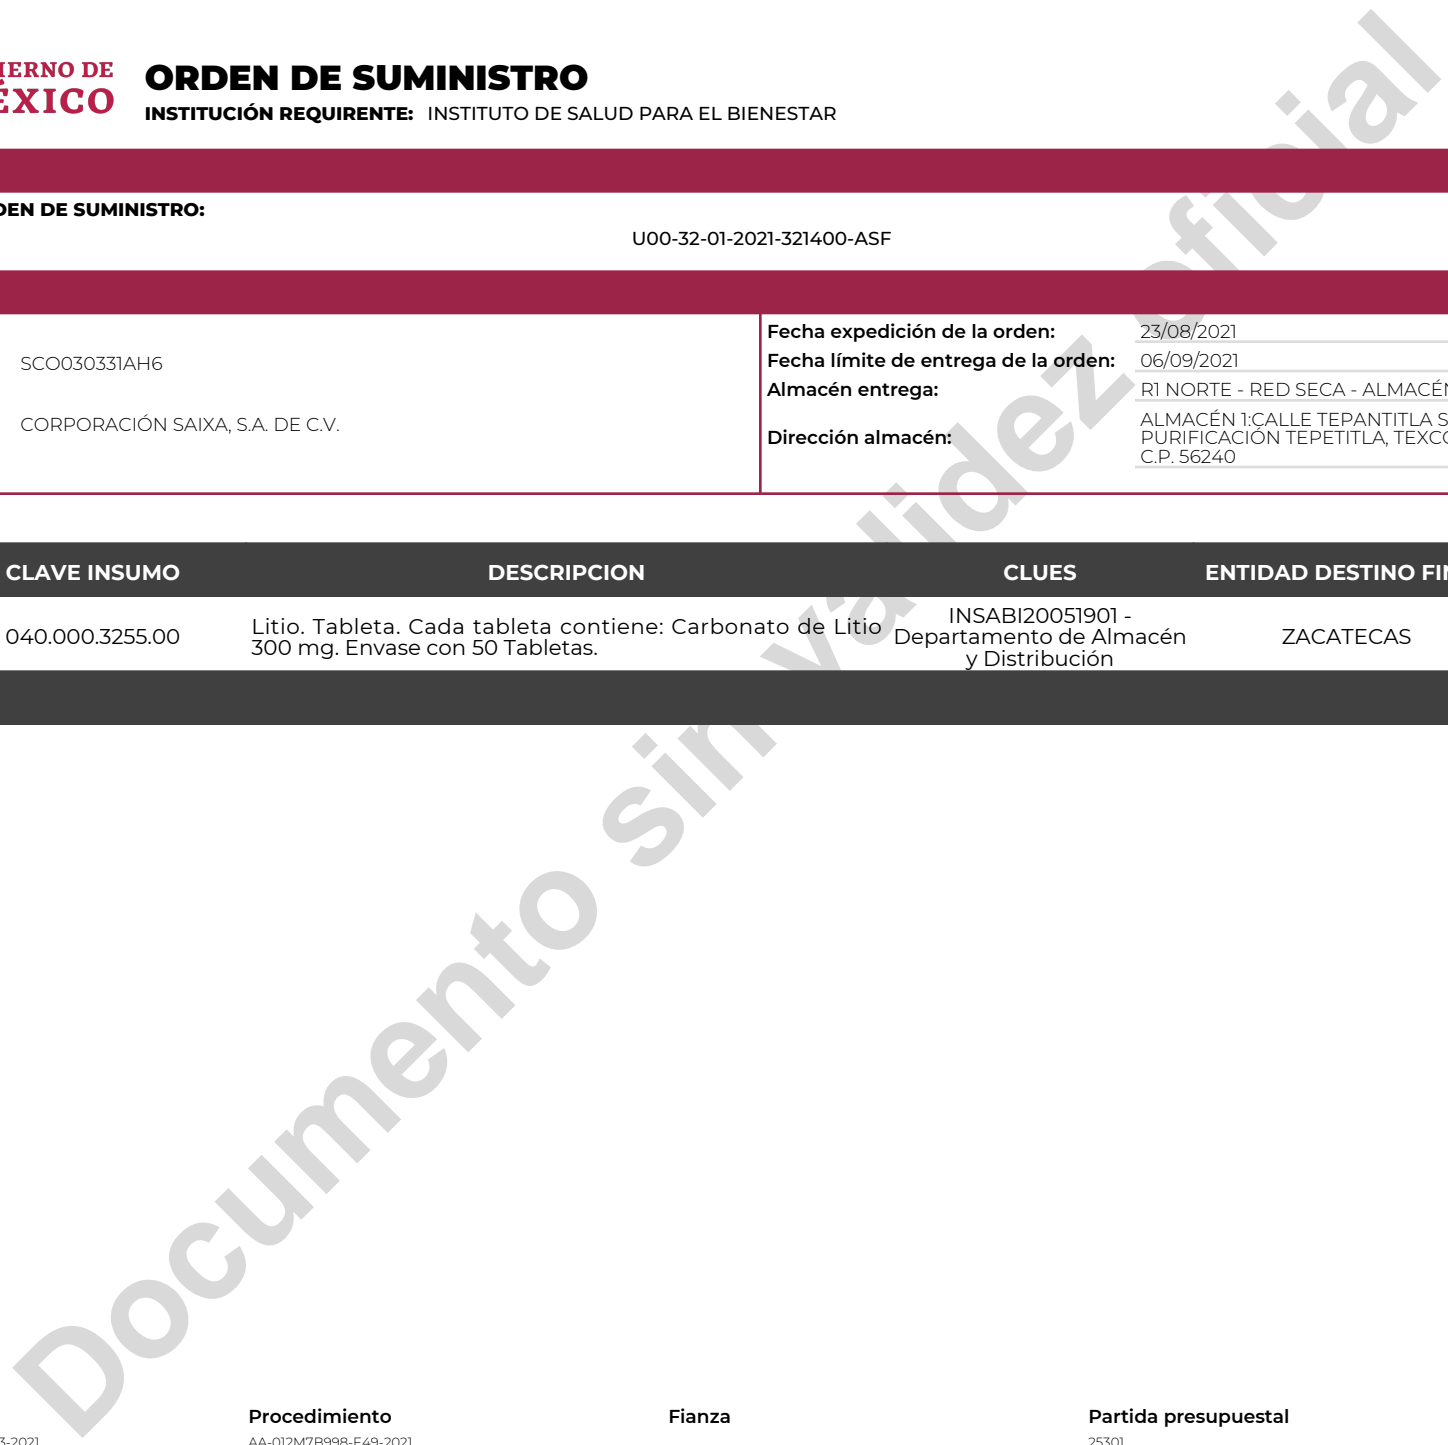 IERNO DE
ÉXICO
ORDEN DE SUMINISTRO
INSTITUCIÓN REQUIRENTE: INSTITUTO DE SALUD PARA EL BIENESTAR
DEN DE SUMINISTRO:
U00-32-01-2021-321400-ASF
SCO030331AH6
CORPORACIÓN SAIXA, S.A. DE C.V.
Fecha expedición de la orden: 23/08/2021
Fecha límite de entrega de la orden: 06/09/2021
Almacén entrega: R1 NORTE - RED SECA - ALMACÉN
Dirección almacén: ALMACÉN 1:CALLE TEPANTITLA S
PURIFICACIÓN TEPETITLA, TEXCO
C.P. 56240
CLAVE INSUMO DESCRIPCION CLUES ENTIDAD DESTINO FIN
040.000.3255.00
Litio. Tableta. Cada tableta contiene: Carbonato de Litio
300 mg. Envase con 50 Tabletas.
INSABI20051901 -
Departamento de Almacén
y Distribución
ZACATECAS
Documento sin validez oficial
Procedimiento Fianza Partida presupuestal
3-2021 AA-012M7B998-E49-2021 25301